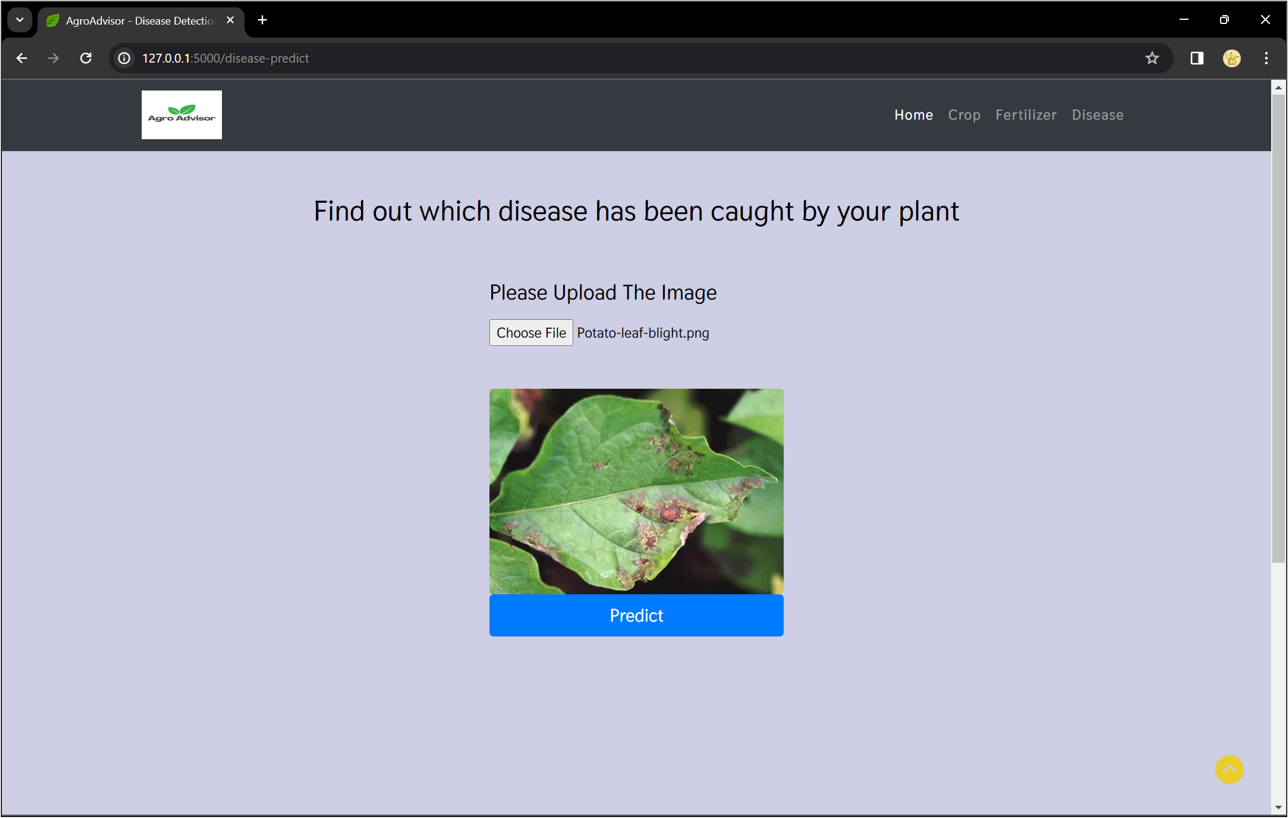 AgroAdvisor - Disease Detectio
127.0.0.1:5000/disease-predict
Agro Advisor
Home Crop Fertilizer Disease
Find out which disease has been caught by your plant
Please Upload The Image
Choose File Potato-leaf-blight.png
Predict